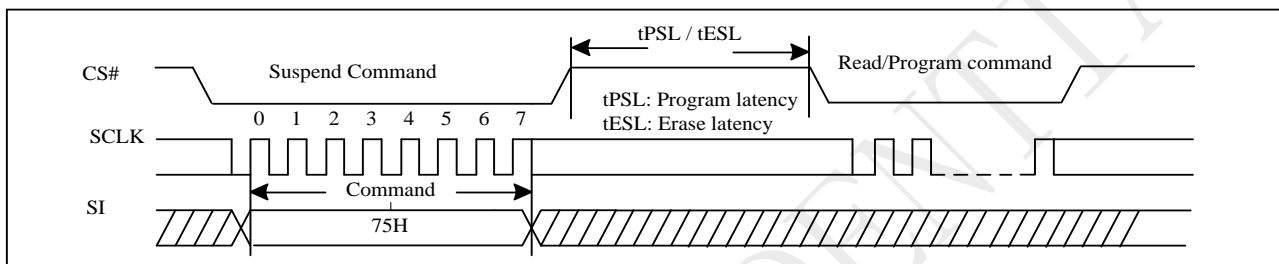 tPSL / tESL
CS#
Suspend Command
Read/Program command
tPSL: Program latency
tESL: Erase latency
0 1 2 3 4 5 6 7
SCLK
Command
SI
75H